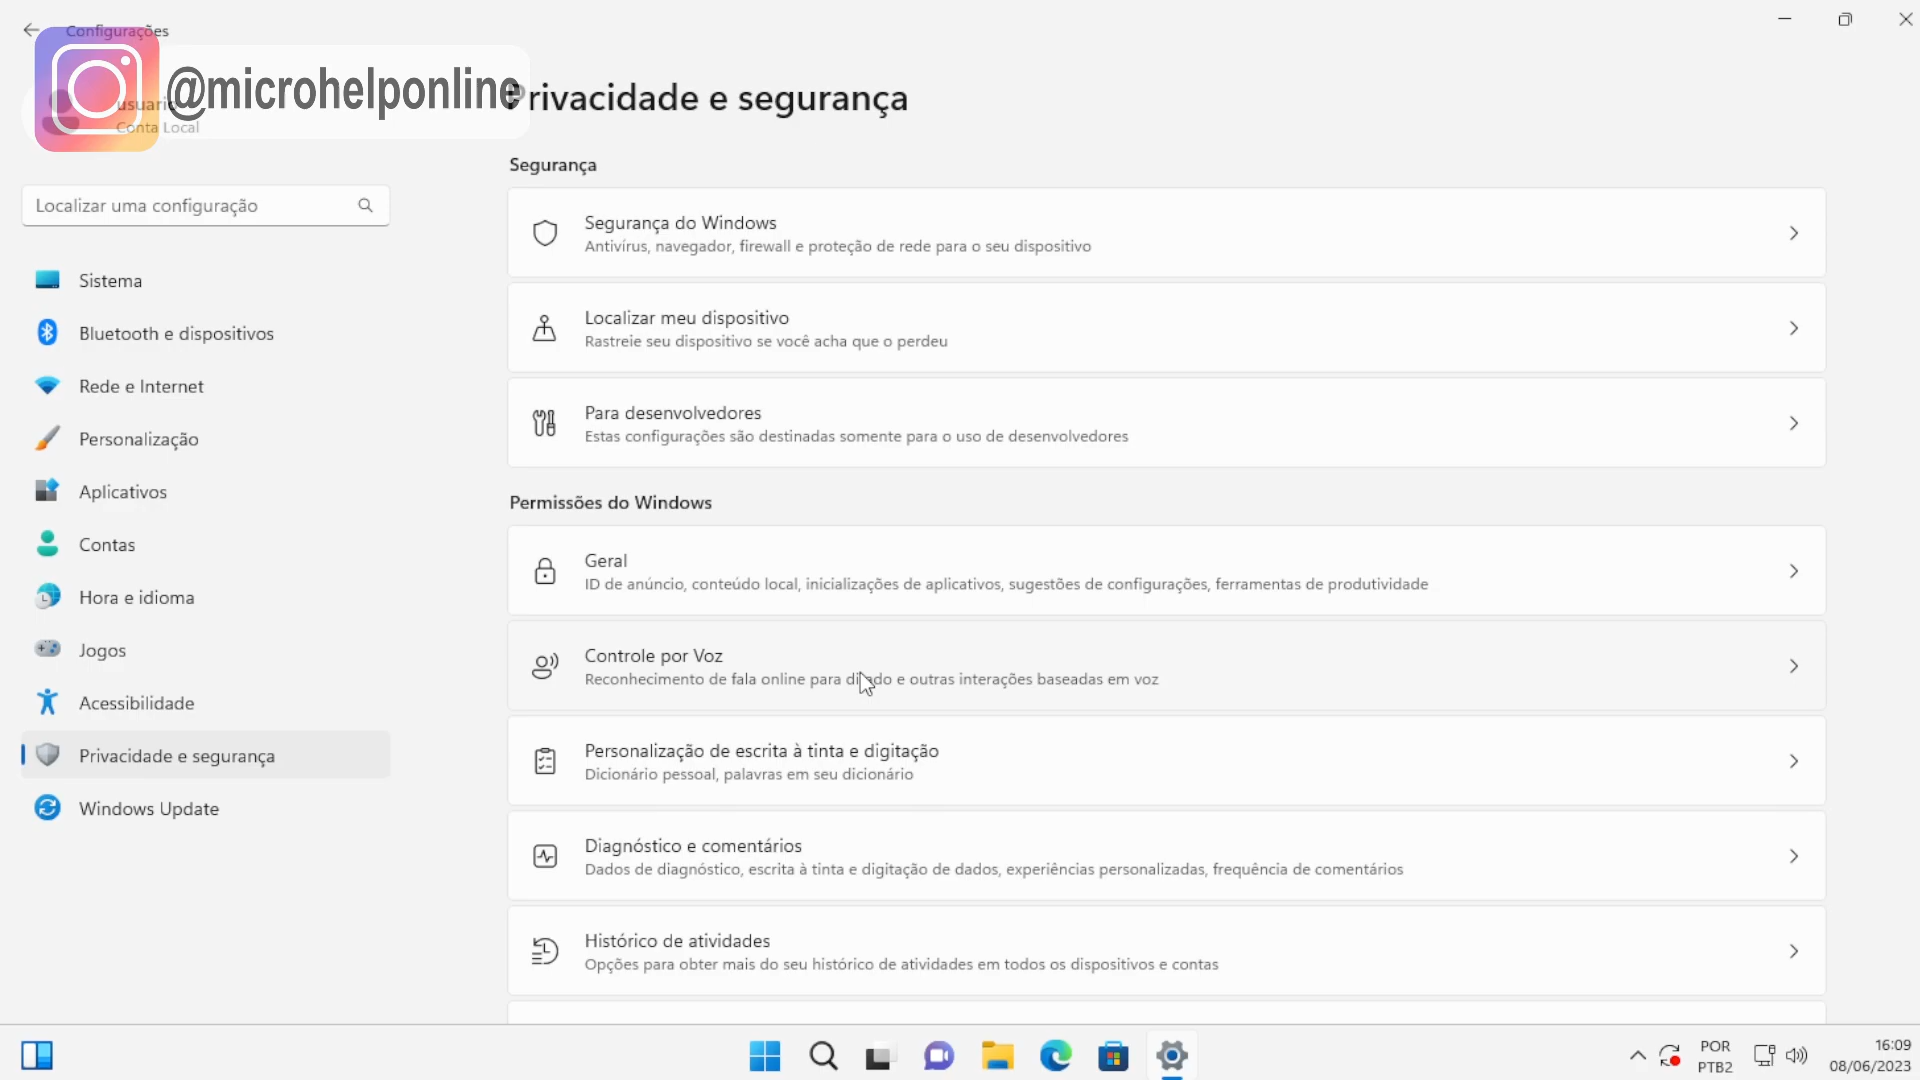 Configurações
@microhelponline
usuario
Conta Local
Privacidade e segurança
Localizar uma configuração
Sistema
Bluetooth e dispositivos
Rede e Internet
Personalização
Aplicativos
Contas
Hora e idioma
Jogos
Acessibilidade
Privacidade e segurança
Windows Update
Segurança
Segurança do Windows
Antivírus, navegador, firewall e proteção de rede para o seu dispositivo
Localizar meu dispositivo
Rastreie seu dispositivo se você acha que o perdeu
Para desenvolvedores
Estas configurações são destinadas somente para o uso de desenvolvedores
Permissões do Windows
Geral
ID de anúncio, conteúdo local, inicializações de aplicativos, sugestões de configurações, ferramentas de produtividade
Controle por Voz
Reconhecimento de fala online para ditado e outras interações baseadas em voz
Personalização de escrita à tinta e digitação
Dicionário pessoal, palavras em seu dicionário
Diagnóstico e comentários
Dados de diagnóstico, escrita à tinta e digitação de dados, experiências personalizadas, frequência de comentários
Histórico de atividades
Opções para obter mais do seu histórico de atividades em todos os dispositivos e contas
POR
PTB2
16:09
08/06/2023